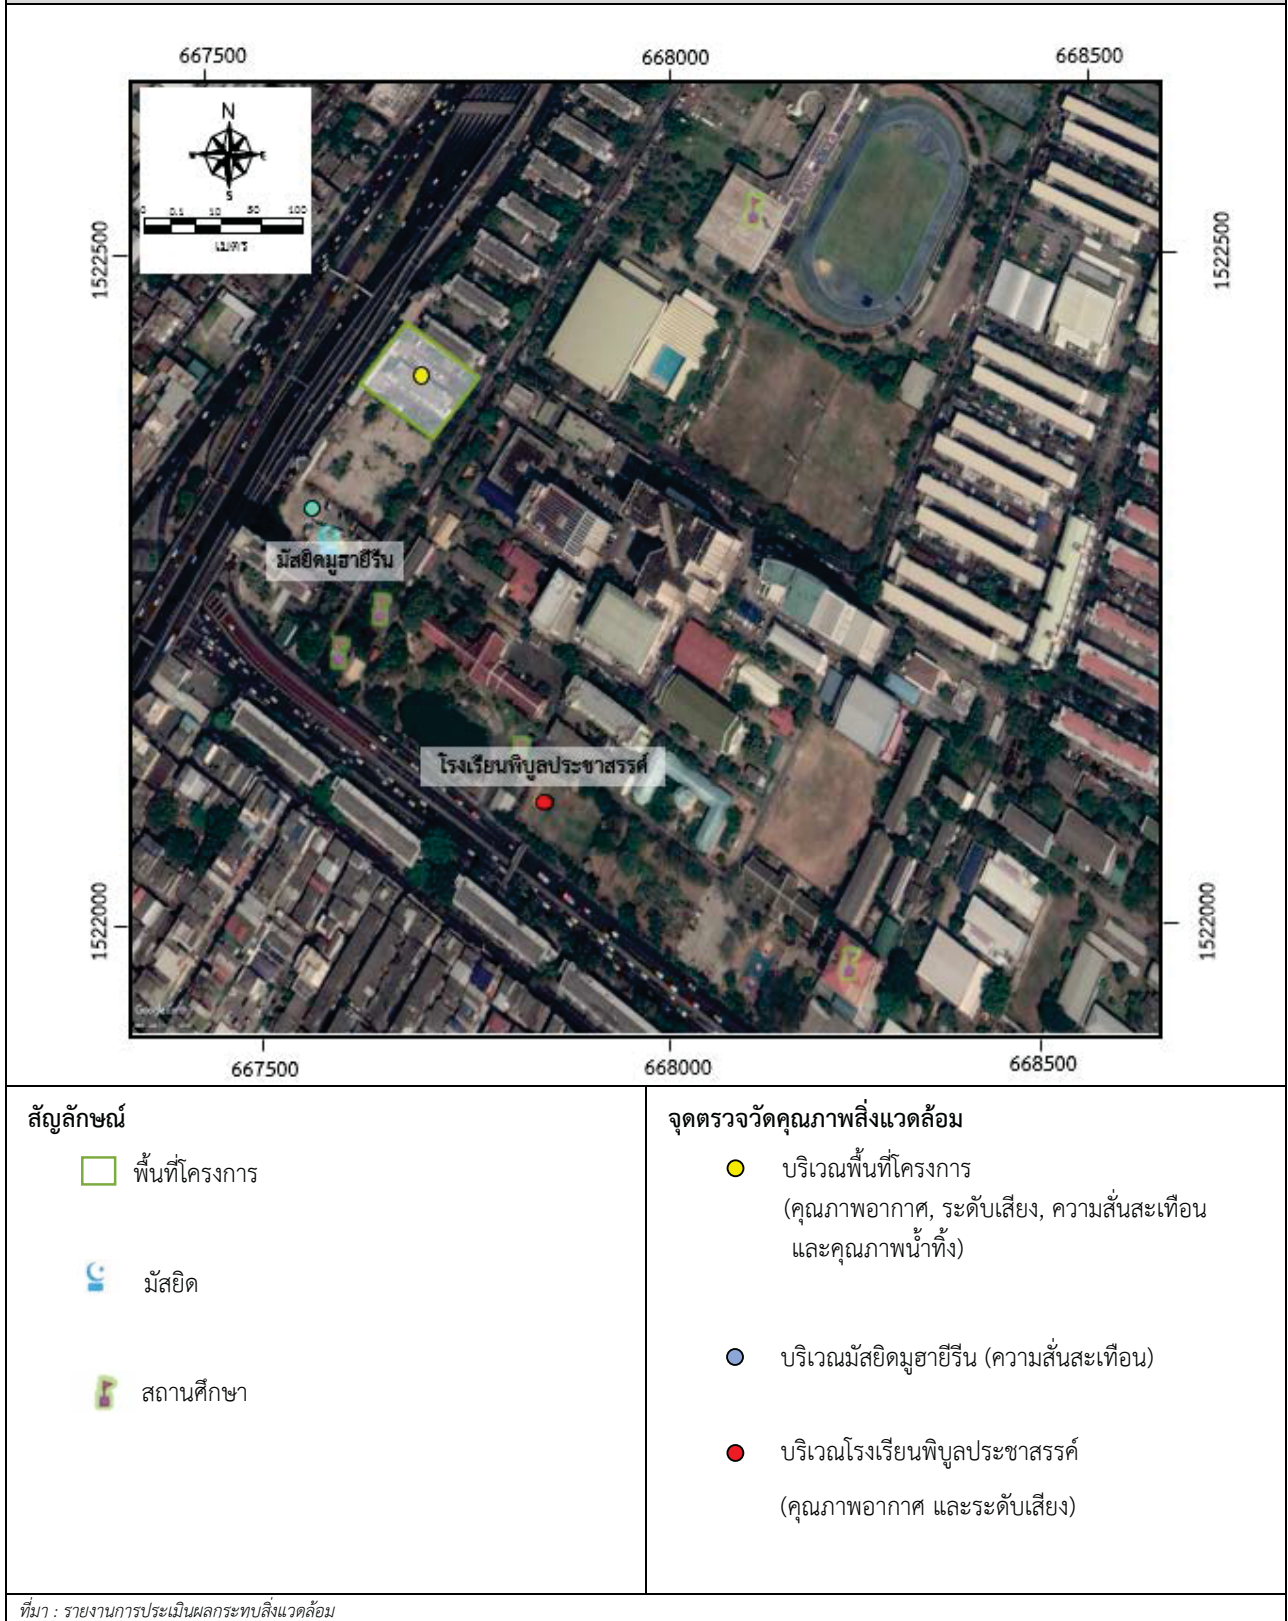 667500 668000 668500
N
S
0 0.1 10 50 100
เมตร
1522500
1522500
มัสยิดมูฮายีรีน
โรงเรียนพิบูลประชาสรรค์
1522000
1522000
Google earth
667500 668000 668500
สัญลักษณ์
พื้นที่โครงการ
มัสยิด
สถานศึกษา
จุดตรวจวัดคุณภาพสิ่งแวดล้อม
บริเวณพื้นที่โครงการ
(คุณภาพอากาศ, ระดับเสียง, ความสั่นสะเทือน
และคุณภาพน้ำทิ้ง)
บริเวณมัสยิดมูฮายีรีน (ความสั่นสะเทือน)
บริเวณโรงเรียนพิบูลประชาสรรค์
(คุณภาพอากาศ และระดับเสียง)
ที่มา : รายงานการประเมินผลกระทบสิ่งแวดล้อม